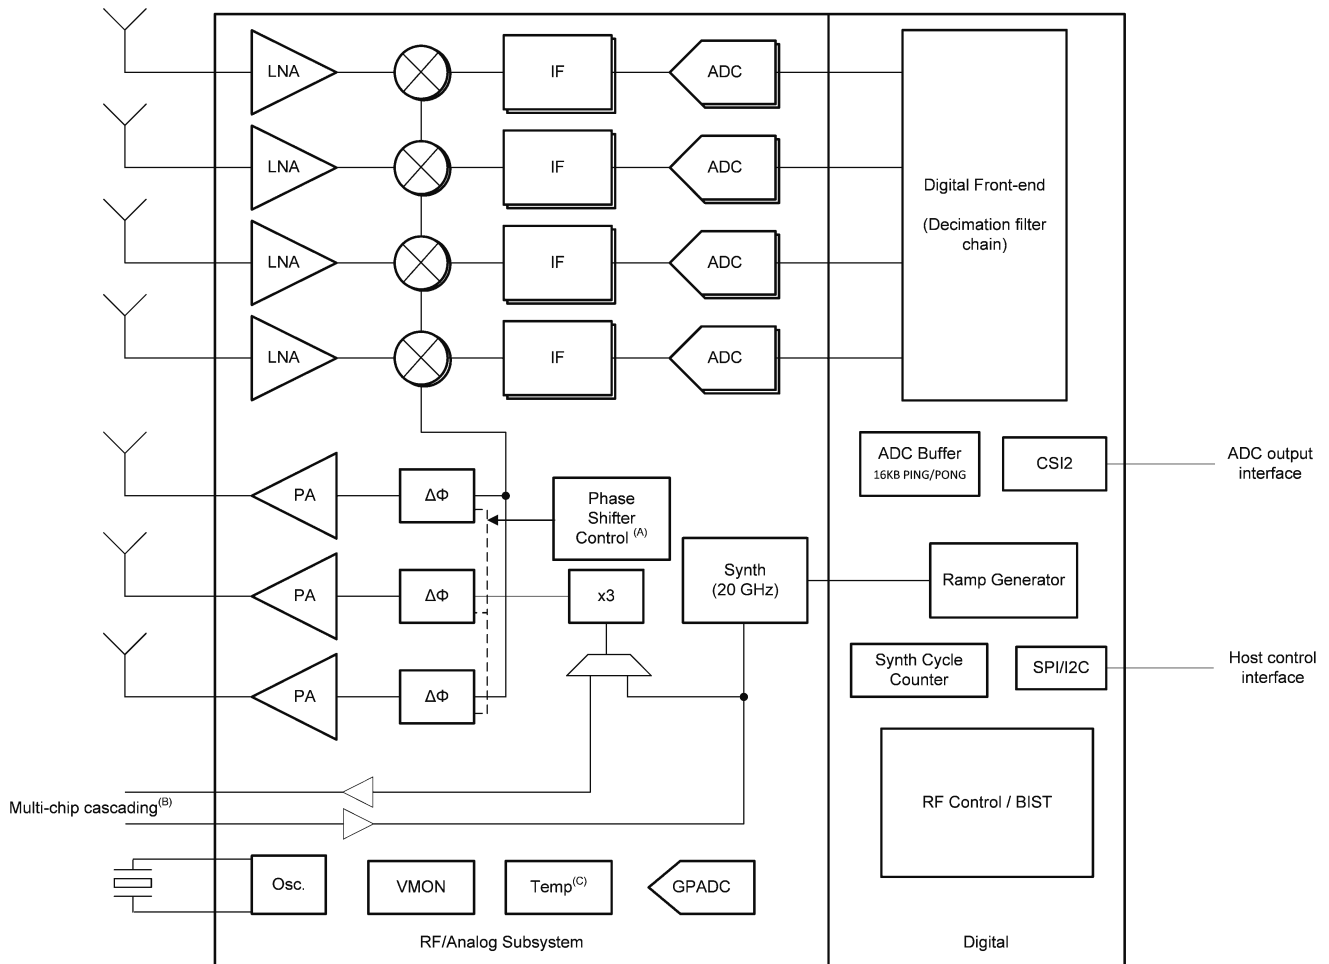 LNA
IF
ADC
LNA
IF
ADC
LNA
IF
ADC
LNA
IF
ADC
Digital Front-end
(Decimation filter
chain)
PA
ΔΦ
PA
ΔΦ
PA
ΔΦ
Phase
Shifter
Control (A)
x3
Synth
(20 GHz)
ADC Buffer
16KB PING/PONG
CSI2
ADC output
interface
Ramp Generator
Synth Cycle
Counter
SPI/I2C
Host control
interface
RF Control / BIST
Multi-chip cascading(B)
Osc.
VMON
Temp(C)
GPADC
RF/Analog Subsystem
Digital